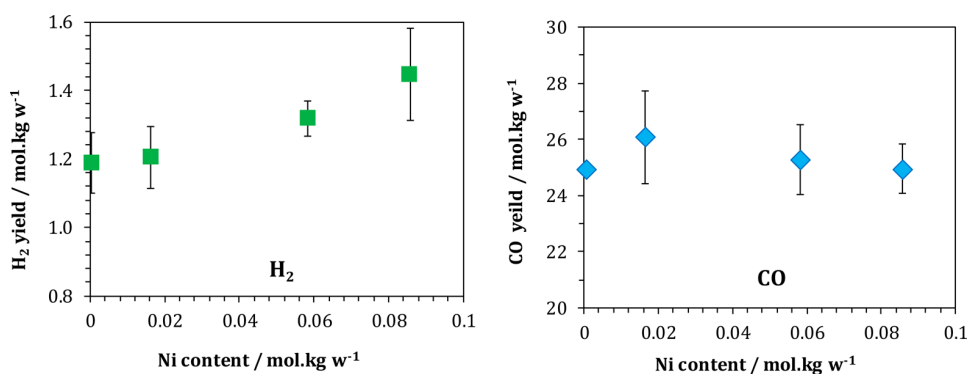 1.6
1.4
1.2
1.0
0.8
H₂ yield / mol.kg w⁻¹
H₂
0 0.02 0.04 0.06 0.08 0.1
Ni content / mol.kg w⁻¹
30
28
26
24
22
20
CO yeild / mol.kg w⁻¹
CO
0 0.02 0.04 0.06 0.08 0.1
Ni content / mol.kg w⁻¹